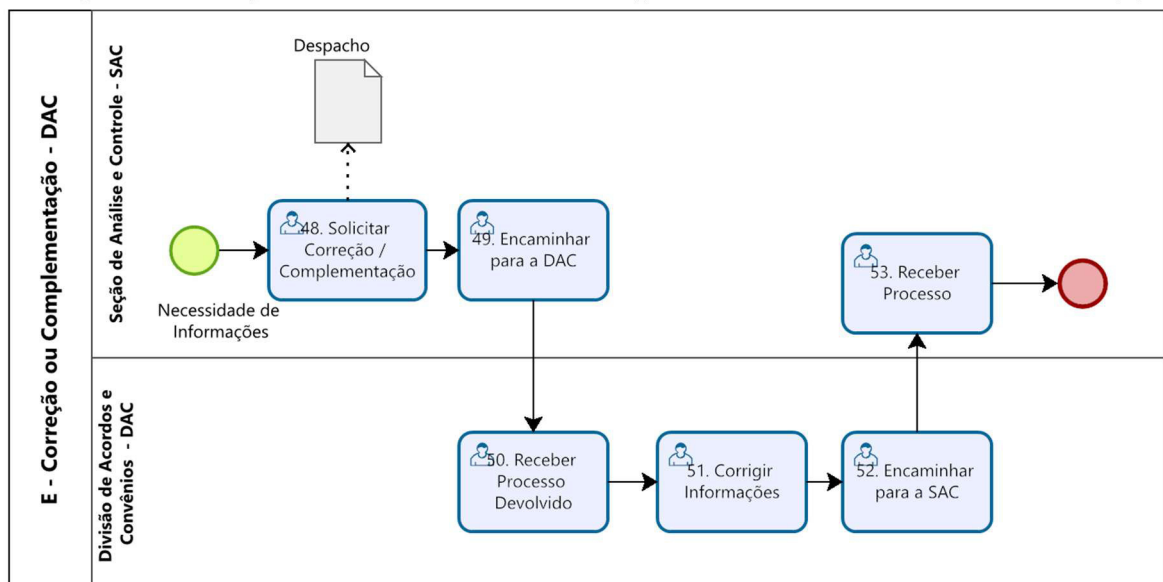 E - Correção ou Complementação - DAC
Seção de Análise e Controle - SAC
Despacho
Necessidade de
Informações
48. Solicitar
Correção /
Complementação
49. Encaminhar
para a DAC
53. Receber
Processo
Divisão de Acordos e
Convênios - DAC
50. Receber
Processo
Devolvido
51. Corrigir
Informações
52. Encaminhar
para a SAC